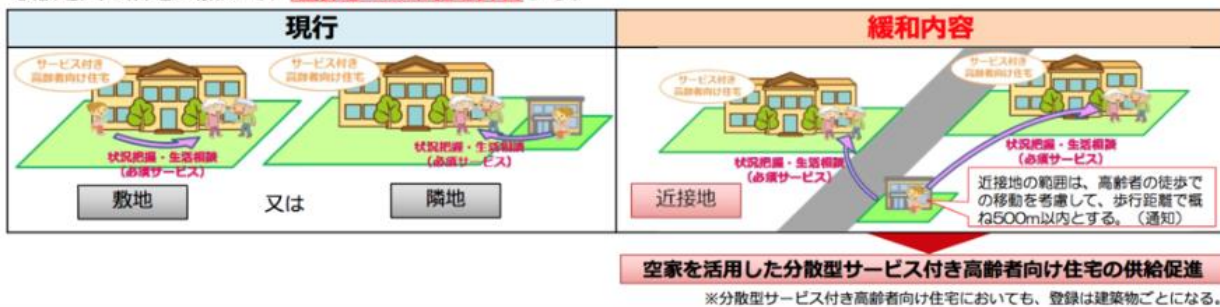 現行
緩和内容
サービス付き
高齢者向け住宅
状況把握・生活相談
(必須サービス)
敷地
又は
サービス付き
高齢者向け住宅
状況把握・生活相談
(必須サービス)
隣地
サービス付き
高齢者向け住宅
状況把握・生活相談
(必須サービス)
サービス付き
高齢者向け住宅
状況把握・生活相談
(必須サービス)
近接地
近接地の範囲は、高齢者の徒歩で
の移動を考慮して、歩行距離で概
ね500m以内とする。(通知)
空家を活用した分散型サービス付き高齢者向け住宅の供給促進
※分散型サービス付き高齢者向け住宅においても、登録は建築物ごとになる。